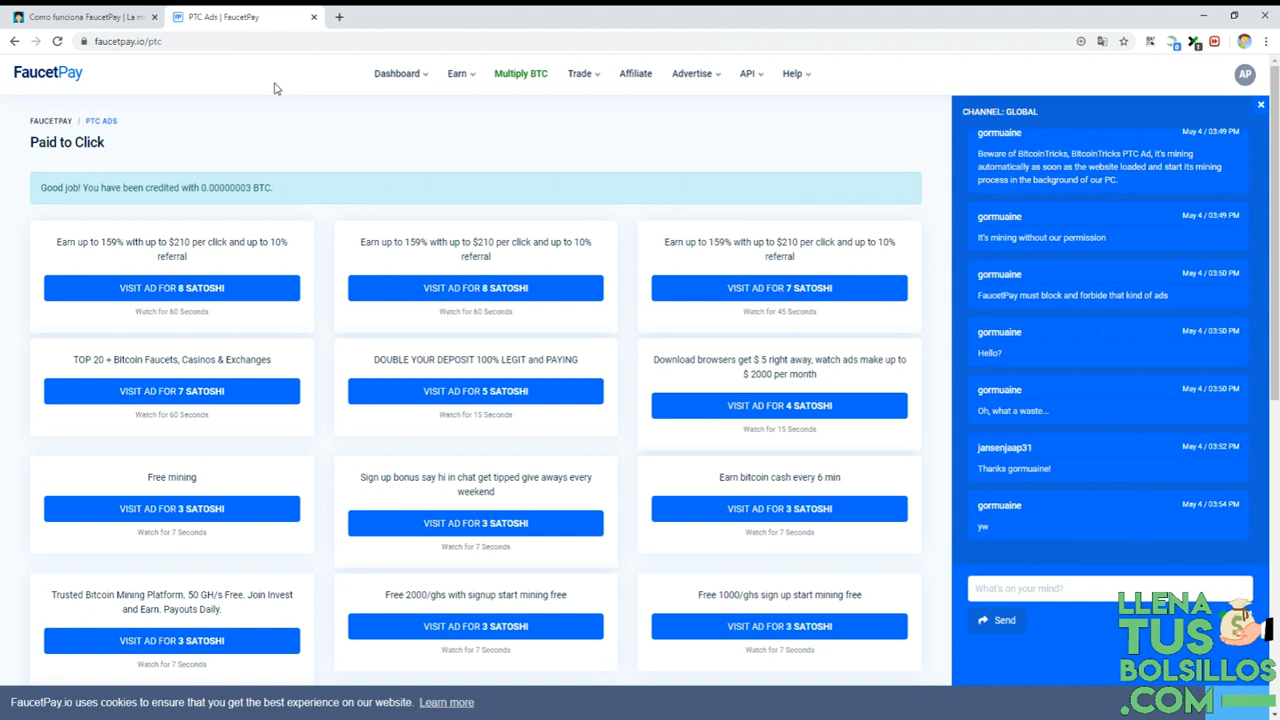 Como funciona FaucetPay | La m
PTC Ads | FaucetPay
faucetpay.io/ptc
FaucetPay
Dashboard
Earn
Multiply BTC
Trade
Affiliate
Advertise
API
Help
AP
FAUCETPAY / PTC ADS
Paid to Click
Good job! You have been credited with 0.00000003 BTC.
Earn up to 159% with up to $210 per click and up to 10%
referral
VISIT AD FOR 8 SATOSHI
Watch for 60 Seconds
Earn up to 159% with up to $210 per click and up to 10%
referral
VISIT AD FOR 8 SATOSHI
Watch for 60 Seconds
Earn up to 159% with up to $210 per click and up to 10%
referral
VISIT AD FOR 7 SATOSHI
Watch for 45 Seconds
TOP 20 + Bitcoin Faucets, Casinos & Exchanges
VISIT AD FOR 7 SATOSHI
Watch for 60 Seconds
DOUBLE YOUR DEPOSIT 100% LEGIT and PAYING
VISIT AD FOR 5 SATOSHI
Watch for 15 Seconds
Download browsers get $ 5 right away, watch ads make up to
$ 2000 per month
VISIT AD FOR 4 SATOSHI
Watch for 15 Seconds
Free mining
VISIT AD FOR 3 SATOSHI
Watch for 7 Seconds
Sign up bonus say hi in chat get tipped give aways every
weekend
VISIT AD FOR 3 SATOSHI
Watch for 7 Seconds
Earn bitcoin cash every 6 min
VISIT AD FOR 3 SATOSHI
Watch for 7 Seconds
Trusted Bitcoin Mining Platform. 50 GH/s Free. Join Invest
and Earn. Payouts Daily.
VISIT AD FOR 3 SATOSHI
Watch for 7 Seconds
Free 2000/ghs with signup start mining free
VISIT AD FOR 3 SATOSHI
Watch for 7 Seconds
Free 1000/ghs sign up start mining free
VISIT AD FOR 3 SATOSHI
Watch for 7 Seconds
CHANNEL: GLOBAL
gormuaine May 4 / 03:49 PM
Beware of BitcoinTricks, BitcoinTricks PTC Ad, it's mining
automatically as soon as the website loaded and start its mining
process in the background of our PC.
gormuaine May 4 / 03:49 PM
It's mining without our permission
gormuaine May 4 / 03:50 PM
FaucetPay must block and forbide that kind of ads
gormuaine May 4 / 03:50 PM
Hello?
gormuaine May 4 / 03:50 PM
Oh, what a waste...
jansenjaap31 May 4 / 03:52 PM
Thanks gormuaine!
gormuaine May 4 / 03:54 PM
yw
What's on your mind?
Send
LLENA
TUS
BOLSILLOS
.COM
FaucetPay.io uses cookies to ensure that you get the best experience on our website. Learn more